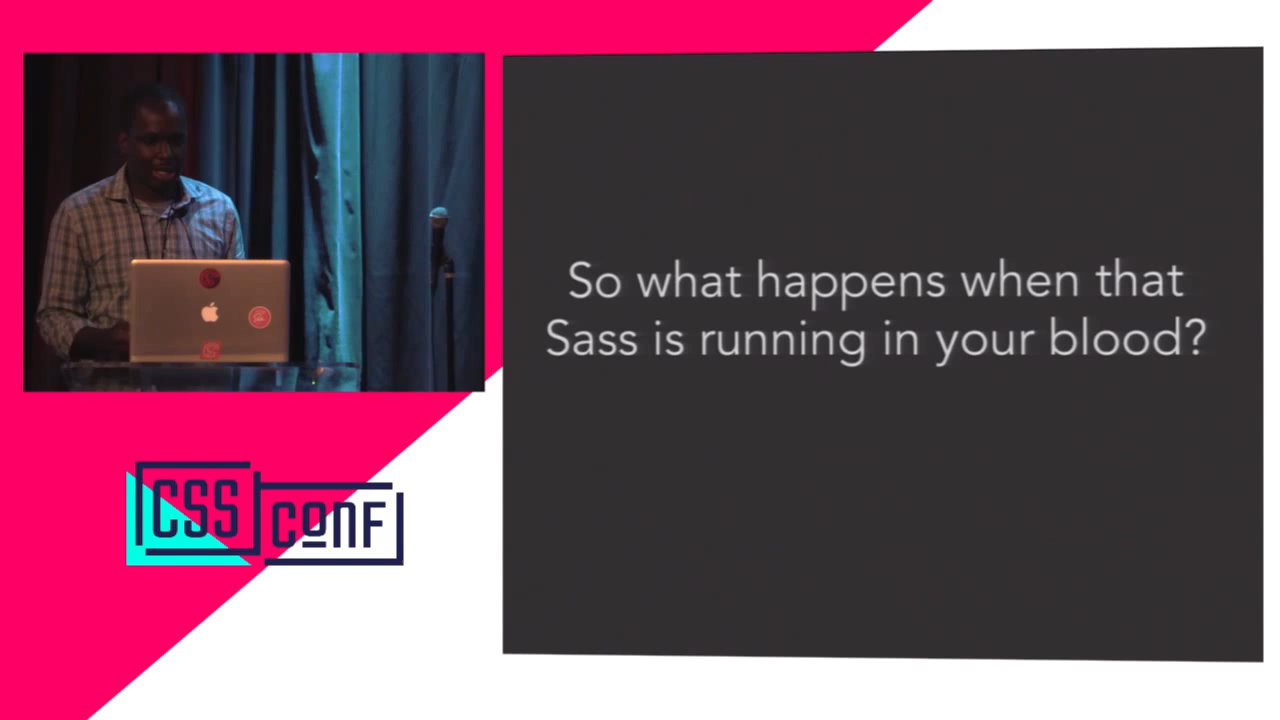 So what happens when that
Sass is running in your blood?
CSS
CONF